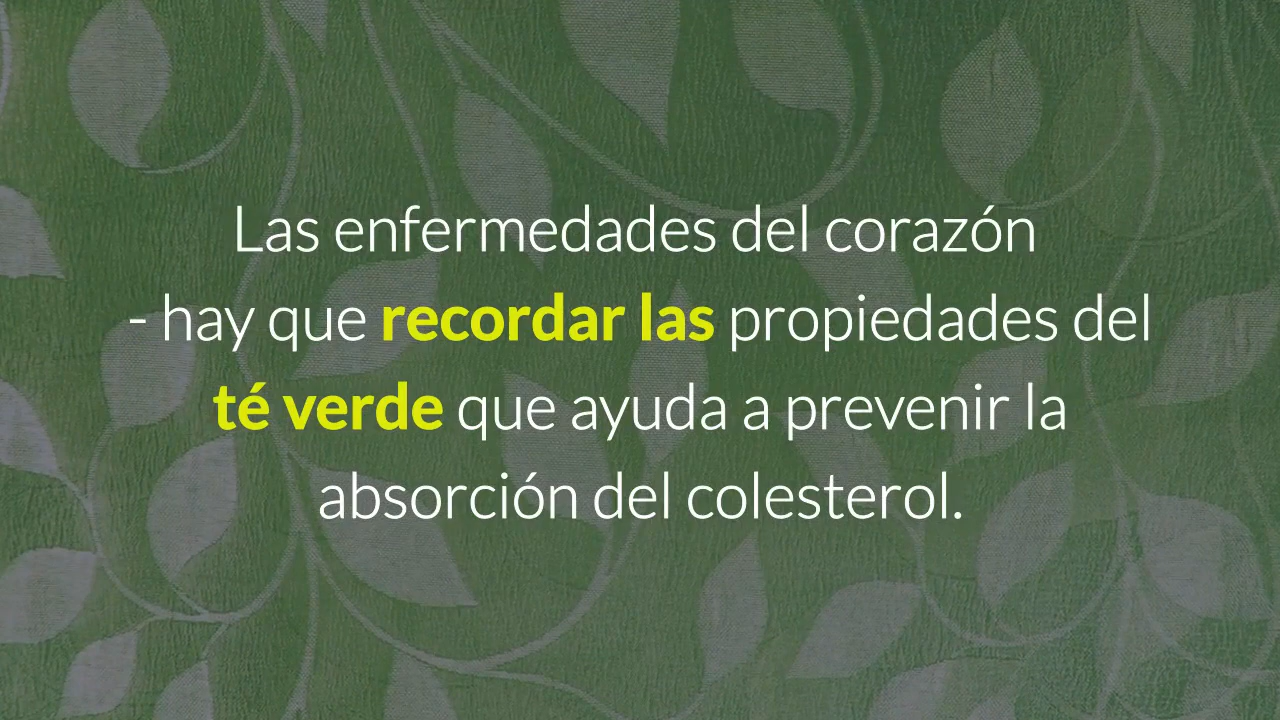 Las enfermedades del corazón
- hay que recordar las propiedades del
té verde que ayuda a prevenir la
absorción del colesterol.